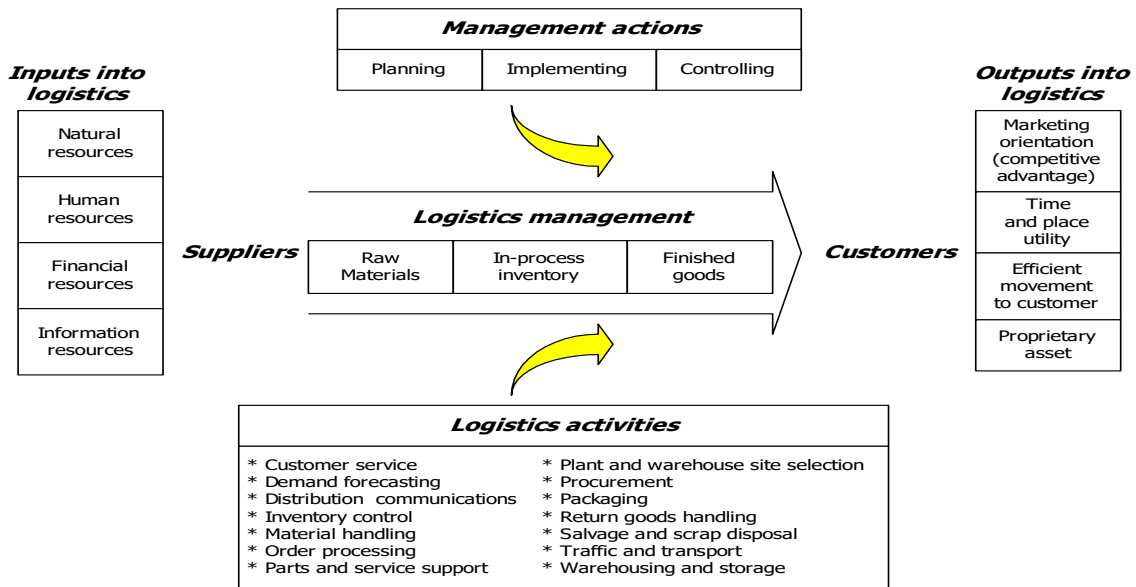 Management actions
Planning
Implementing
Controlling
Inputs into
logistics
Natural
resources
Human
resources
Financial
resources
Information
resources
Suppliers
Logistics management
Raw
Materials
In-process
inventory
Finished
goods
Customers
Outputs into
logistics
Marketing
orientation
(competitive
advantage)
Time
and place
utility
Efficient
movement
to customer
Proprietary
asset
Logistics activities
* Customer service
* Demand forecasting
* Distribution communications
* Inventory control
* Material handling
* Order processing
* Parts and service support
* Plant and warehouse site selection
* Procurement
* Packaging
* Return goods handling
* Salvage and scrap disposal
* Traffic and transport
* Warehousing and storage